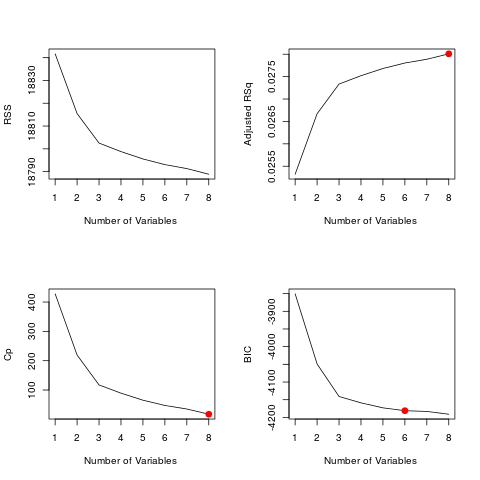 RSS
18790
18810
18830
1 2 3 4 5 6 7 8
Number of Variables
Adjusted RSq
0.0255
0.0265
0.0275
1 2 3 4 5 6 7 8
Number of Variables
Cp
100
200
300
400
1 2 3 4 5 6 7 8
Number of Variables
BIC
-4200
-4100
-4000
-3900
1 2 3 4 5 6 7 8
Number of Variables